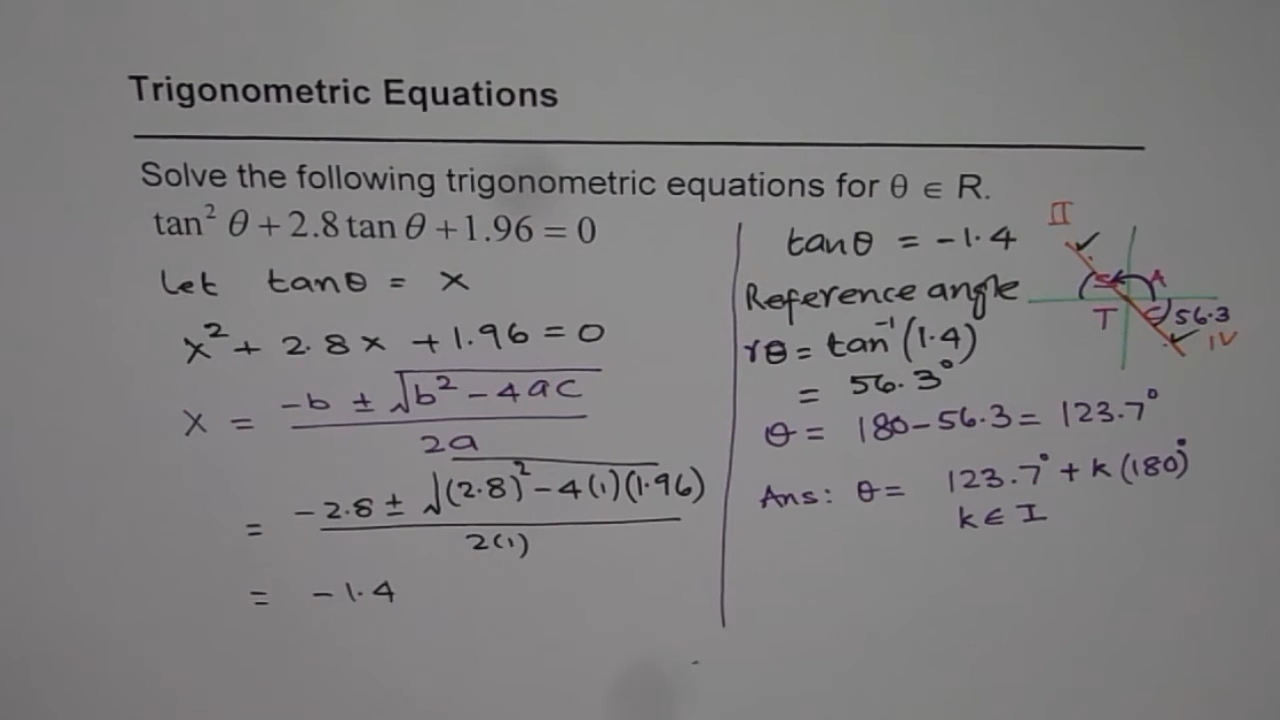 Trigonometric Equations
Solve the following trigonometric equations for θ ∈ R.
tan² θ + 2.8 tan θ + 1.96 = 0
Let tanθ = x
x² + 2.8x + 1.96 = 0
x = -b ± √b² - 4ac / 2a
= -2.8 ± √(2.8)² - 4(1)(1.96) / 2(1)
= -1.4
tanθ = -1.4
Reference angle
rθ = tan⁻¹(1.4)
= 56.3°
θ = 180 - 56.3 = 123.7°
Ans: θ = 123.7° + k(180)°
k ∈ I
II
S A
T C 56.3
IV